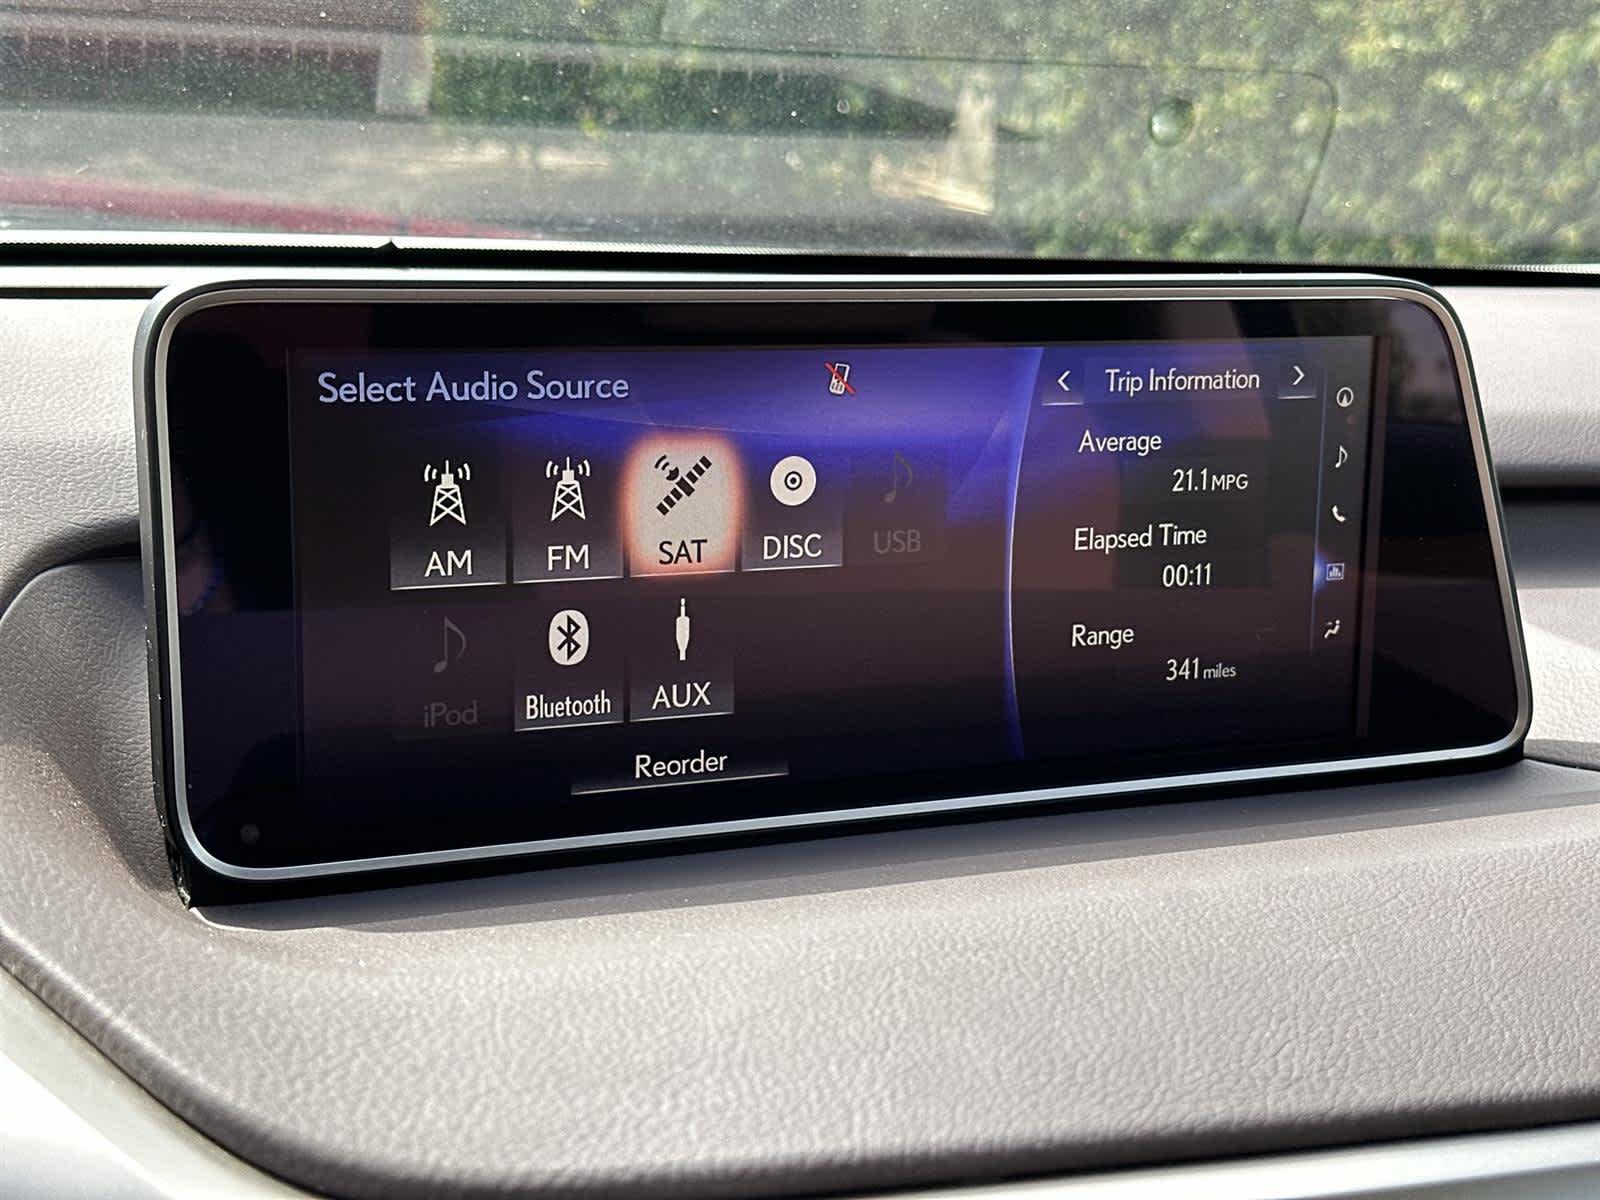 Select Audio Source
AM
FM
SAT
DISC
USB
iPod
Bluetooth
AUX
Reorder
Trip Information
Average
21.1 MPG
Elapsed Time
00:11
Range
341 miles